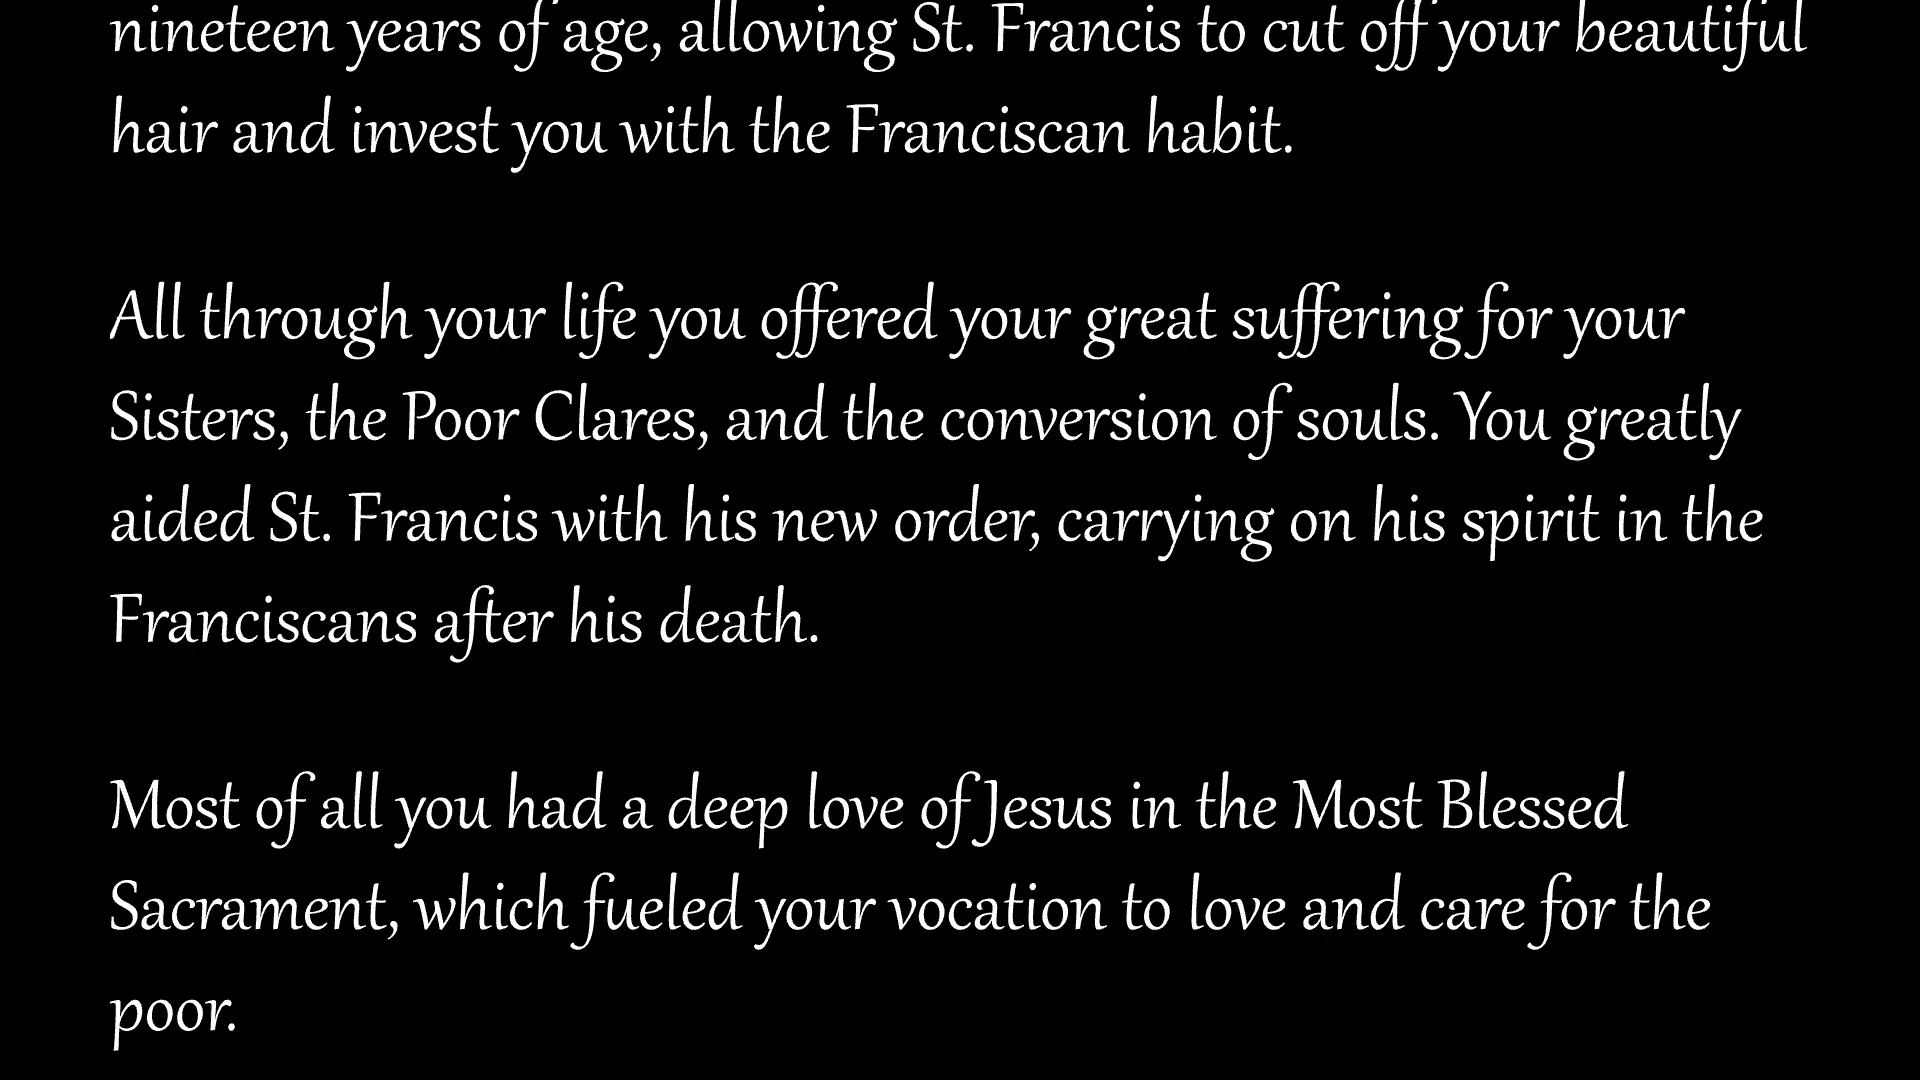 nineteen years of age, allowing St. Francis to cut off your beautiful
hair and invest you with the Franciscan habit.
All through your life you offered your great suffering for your
Sisters, the Poor Clares, and the conversion of souls. You greatly
aided St. Francis with his new order, carrying on his spirit in the
Franciscans after his death.
Most of all you had a deep love of Jesus in the Most Blessed
Sacrament, which fueled your vocation to love and care for the
poor.